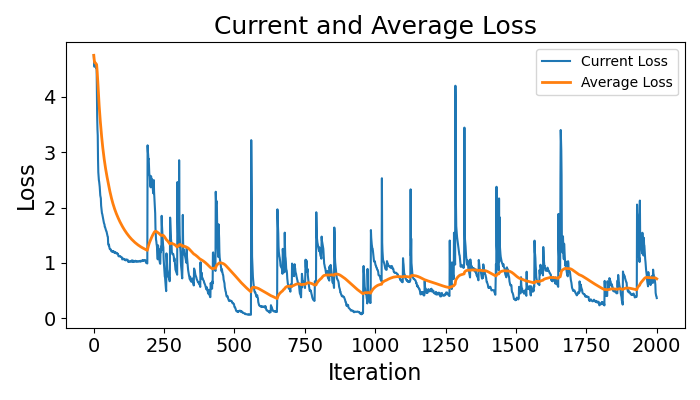 Current and Average Loss
Current Loss
Average Loss
Loss
4
3
2
1
0
0 250 500 750 1000 1250 1500 1750 2000
Iteration